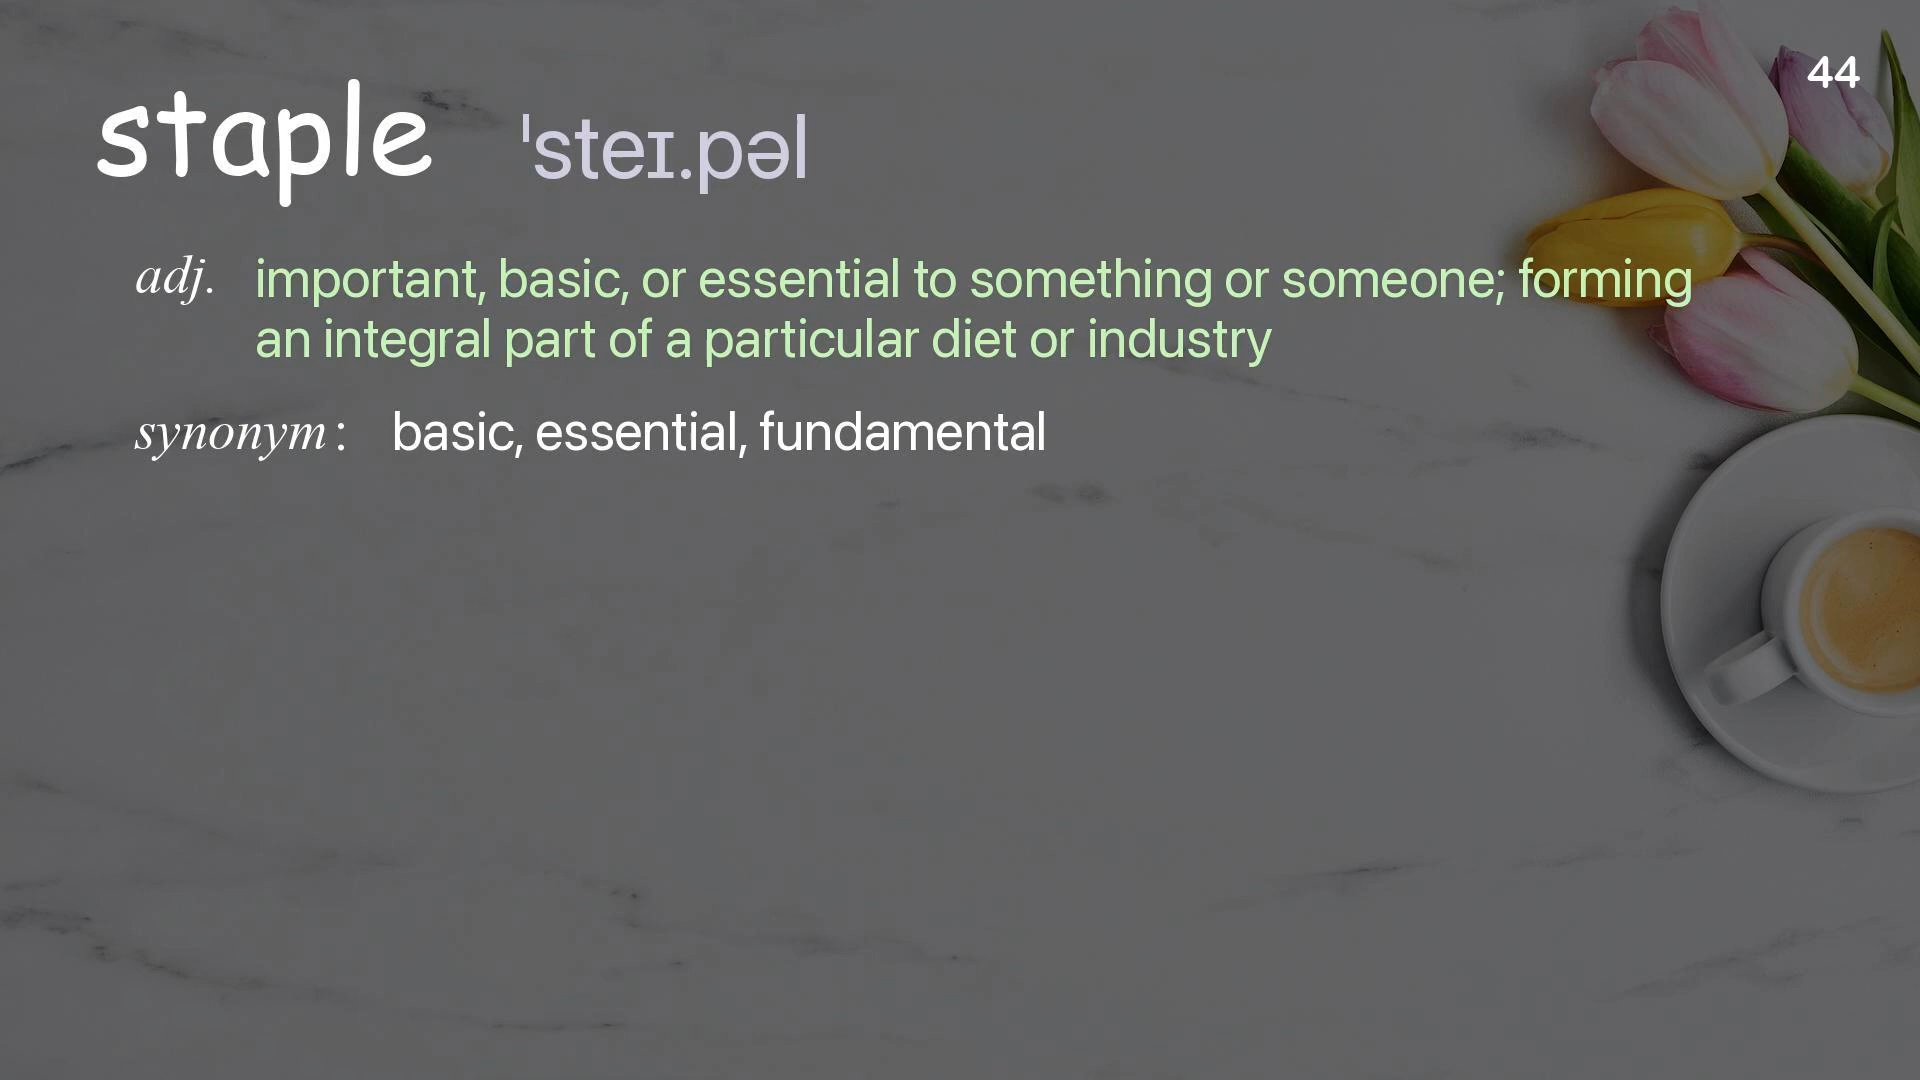 44
staple ˈsteɪ.pəl
adj. important, basic, or essential to something or someone; forming
an integral part of a particular diet or industry
synonym : basic, essential, fundamental